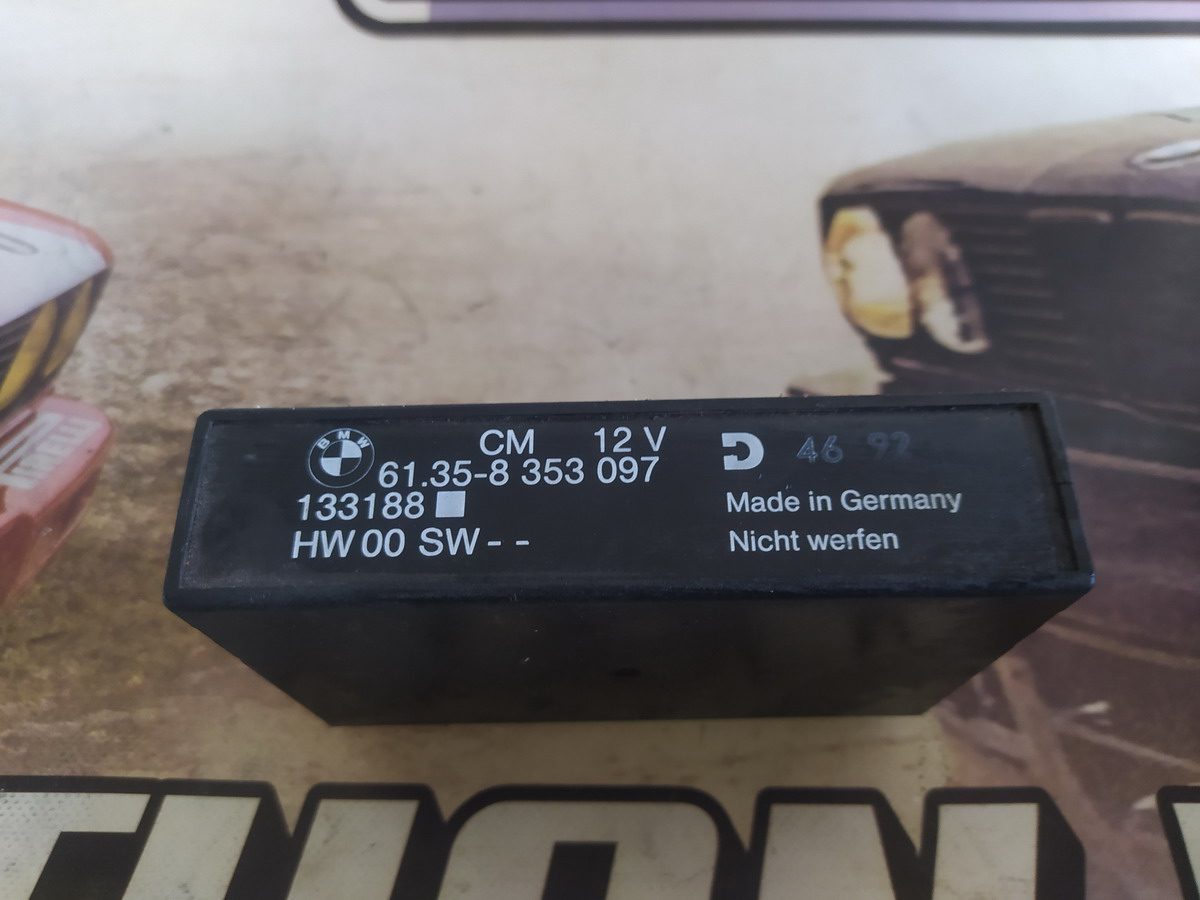 BMW
CM 12 V
61.35-8 353 097
133188
HW 00 SW - -
46 92
Made in Germany
Nicht werfen